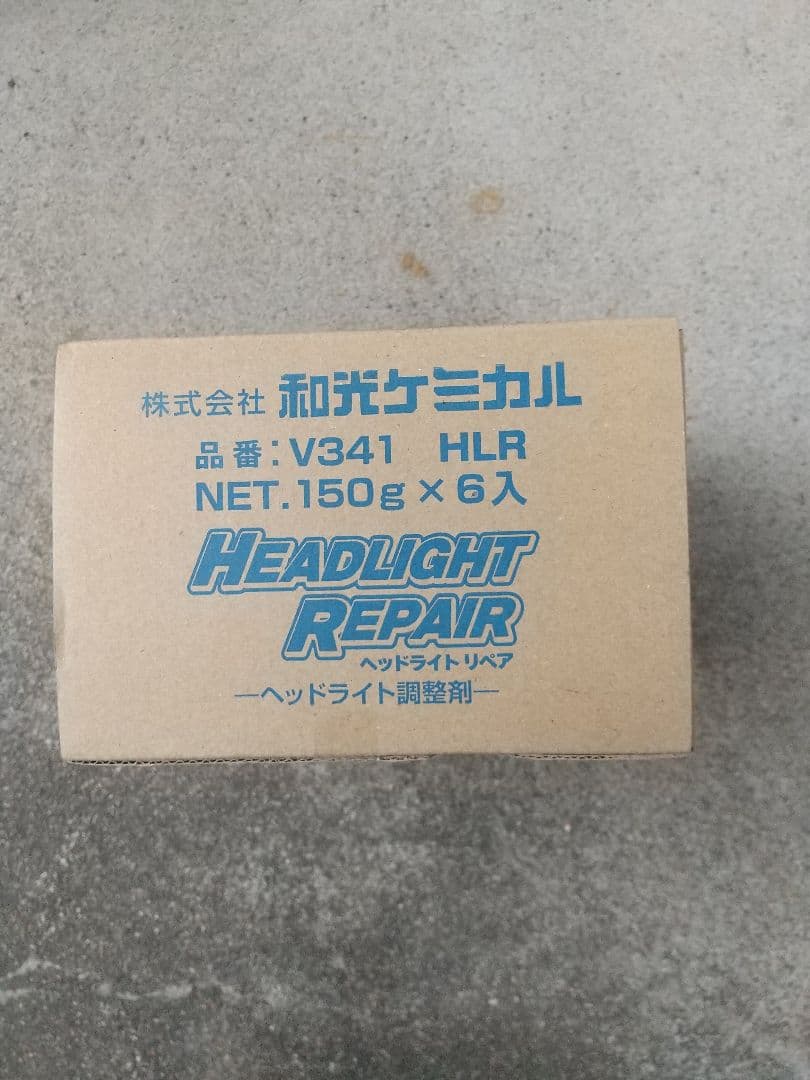 株式会社 和光ケミカル
品番:V341 HLR
NET.150g×6入
HEADLIGHT
REPAIR
ヘッドライト リペア
―ヘッドライト調整剤―